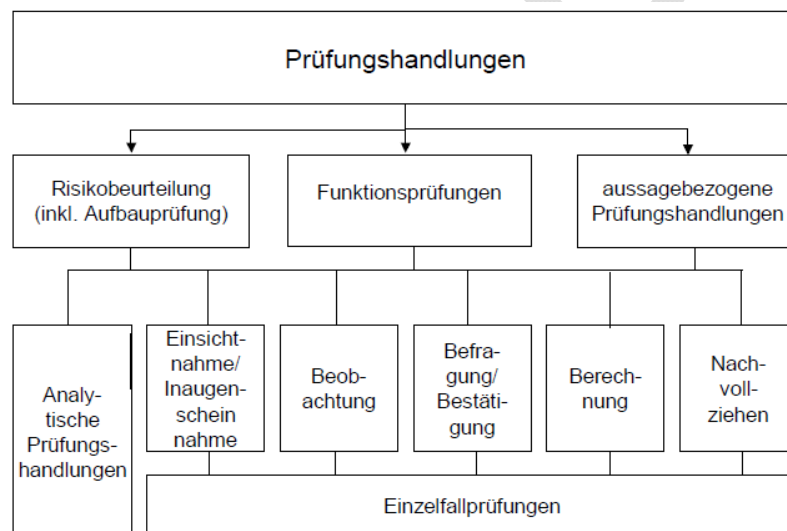 Prüfungshandlungen
Risikobeurteilung
(inkl. Aufbauprüfung)
Funktionsprüfungen
aussagebezogene
Prüfungshandlungen
Analy-
tische
Prüfungs-
handlungen
Einsicht-
nahme/
Inaugen-
schein
nahme
Beob-
achtung
Befra-
gung/
Bestäti-
gung
Berech-
nung
Nach-
voll-
ziehen
Einzelfallprüfungen